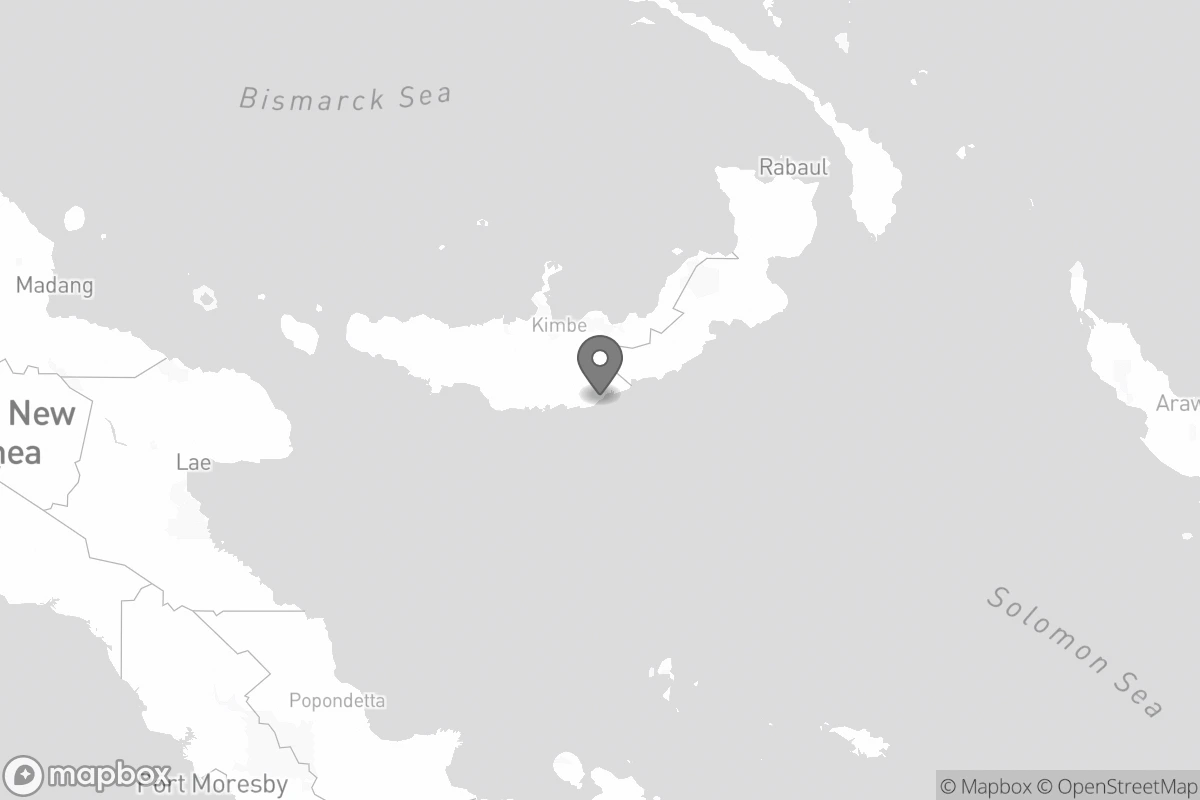 Bismarck Sea
Rabaul
Madang
Kimbe
New
nea
Araw
Lae
Solomon Sea
Popondetta
mapbox
Port Moresby
© Mapbox © OpenStreetMap